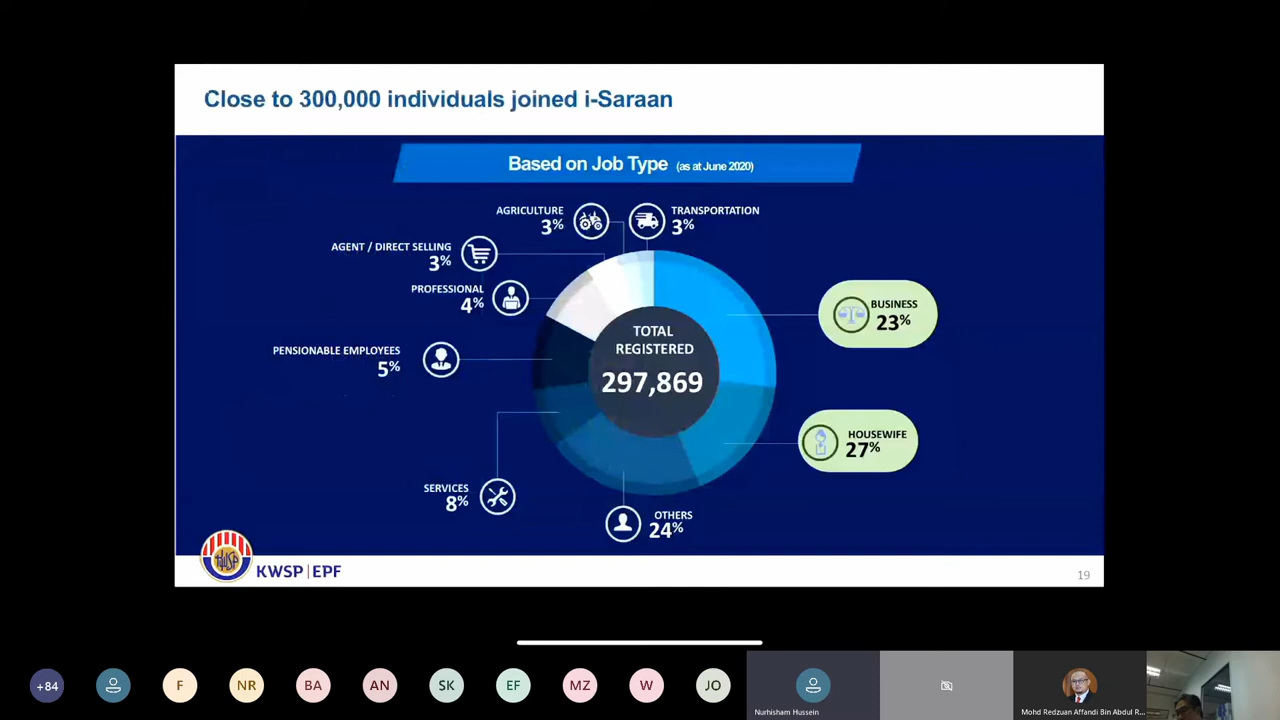 Close to 300,000 individuals joined i-Saraan
Based on Job Type (as at June 2020)
AGRICULTURE
3%
TRANSPORTATION
3%
AGENT / DIRECT SELLING
3%
PROFESSIONAL
4%
BUSINESS
23%
TOTAL
REGISTERED
297,869
PENSIONABLE EMPLOYEES
5%
HOUSEWIFE
27%
SERVICES
8%
OTHERS
24%
KWSP
KWSP | EPF
19
+84
F
NR
BA
AN
SK
EF
MZ
W
JO
Nurhisham Hussein
Mohd Redzuan Affandi Bin Abdul R...